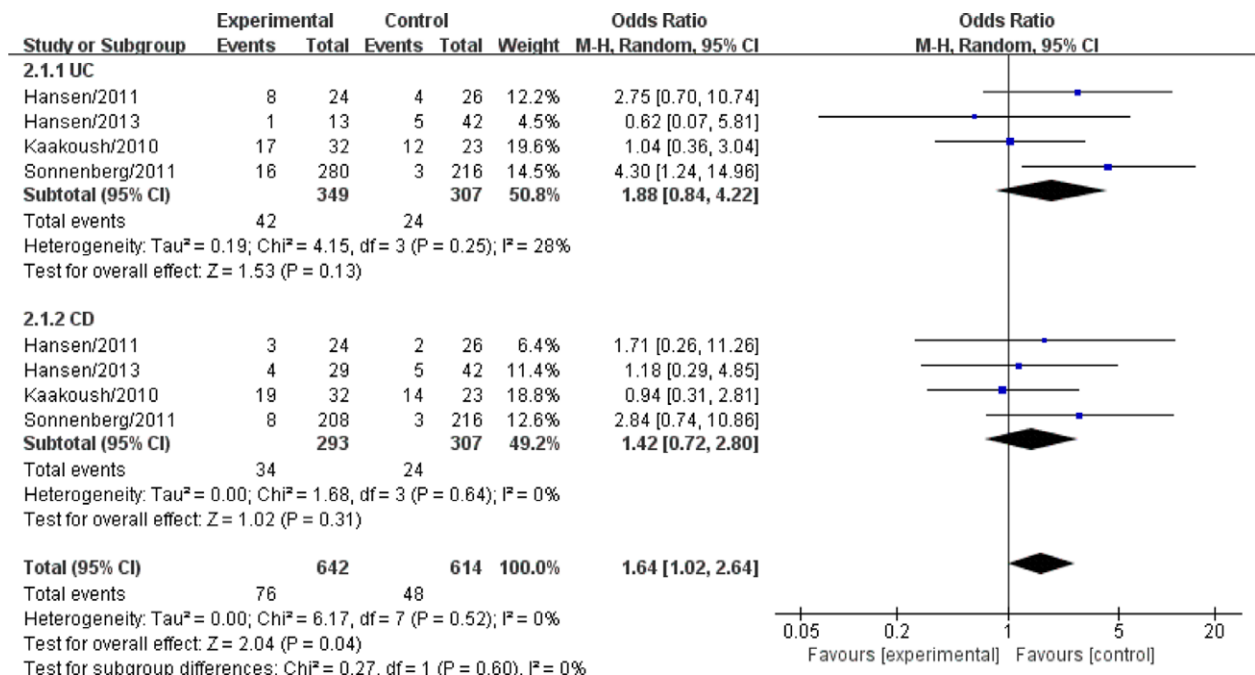 Experimental Control Odds Ratio Odds Ratio
Study or Subgroup Events Total Events Total Weight M-H, Random, 95% CI M-H, Random, 95% CI
2.1.1 UC
Hansen/2011 8 24 4 26 12.2% 2.75 [0.70, 10.74]
Hansen/2013 1 13 5 42 4.5% 0.62 [0.07, 5.81]
Kaakoush/2010 17 32 12 23 19.6% 1.04 [0.36, 3.04]
Sonnenberg/2011 16 280 3 216 14.5% 4.30 [1.24, 14.96]
Subtotal (95% CI) 349 307 50.8% 1.88 [0.84, 4.22]
Total events 42 24
Heterogeneity: Tau² = 0.19; Chi² = 4.15, df = 3 (P = 0.25); I² = 28%
Test for overall effect: Z = 1.53 (P = 0.13)
2.1.2 CD
Hansen/2011 3 24 2 26 6.4% 1.71 [0.26, 11.26]
Hansen/2013 4 29 5 42 11.4% 1.18 [0.29, 4.85]
Kaakoush/2010 19 32 14 23 18.8% 0.94 [0.31, 2.81]
Sonnenberg/2011 8 208 3 216 12.6% 2.84 [0.74, 10.86]
Subtotal (95% CI) 293 307 49.2% 1.42 [0.72, 2.80]
Total events 34 24
Heterogeneity: Tau² = 0.00; Chi² = 1.68, df = 3 (P = 0.64); I² = 0%
Test for overall effect: Z = 1.02 (P = 0.31)
Total (95% CI) 642 614 100.0% 1.64 [1.02, 2.64]
Total events 76 48
Heterogeneity: Tau² = 0.00; Chi² = 6.17, df = 7 (P = 0.52); I² = 0%
Test for overall effect: Z = 2.04 (P = 0.04)
Test for subgroup differences: Chi² = 0.27, df = 1 (P = 0.60), I² = 0%
0.05 0.2 1 5 20
Favours [experimental] Favours [control]